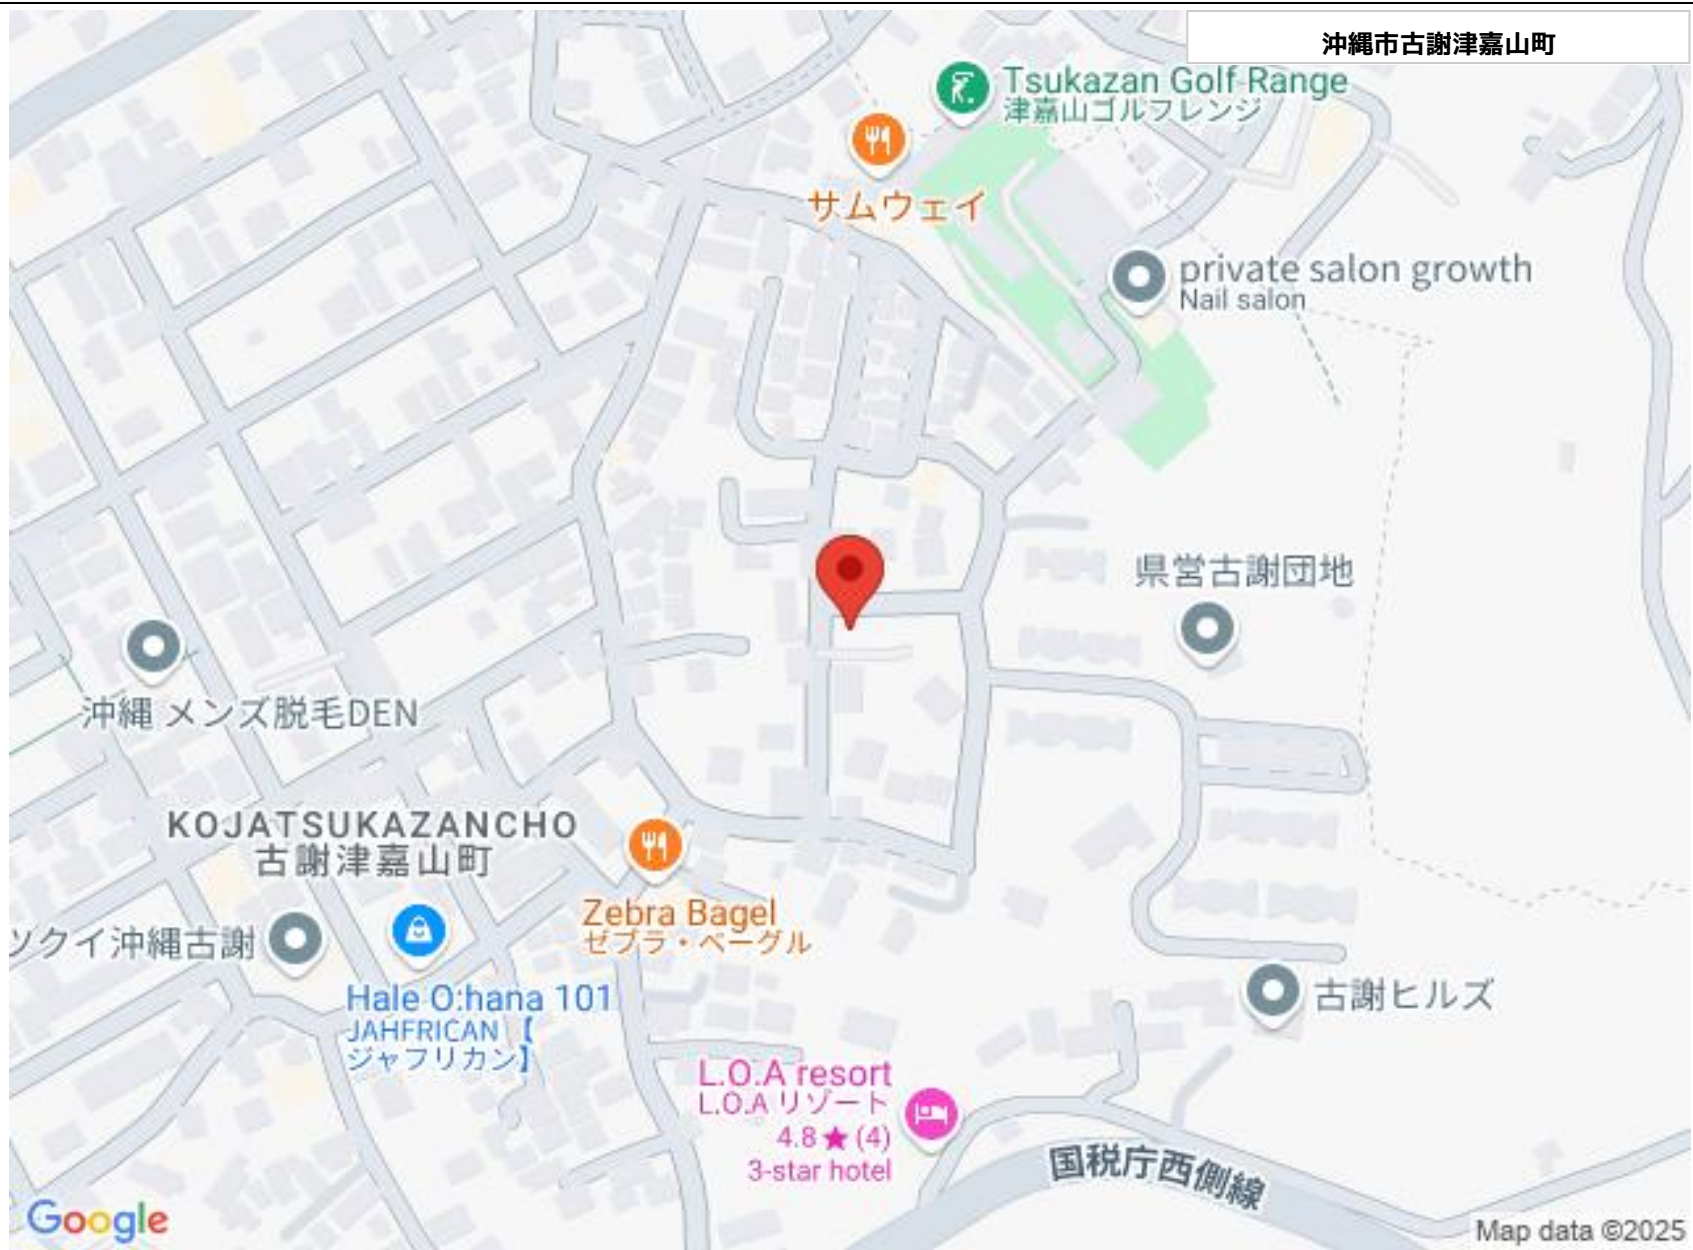 沖縄市古謝津嘉山町
Tsukazan Golf Range
津嘉山ゴルフレンジ
サムウェイ
private salon growth
Nail salon
県営古謝団地
沖縄 メンズ脱毛DEN
KOJATSUKAZANCHO
古謝津嘉山町
Zebra Bagel
ゼブラ・ベーグル
ツクイ沖縄古謝
Hale O:hana 101
JAHFRICAN【
ジャフリカン】
古謝ヒルズ
L.O.A resort
L.O.A リゾート
4.8★(4)
3-star hotel
国税庁西側線
Google
Map data ©2025